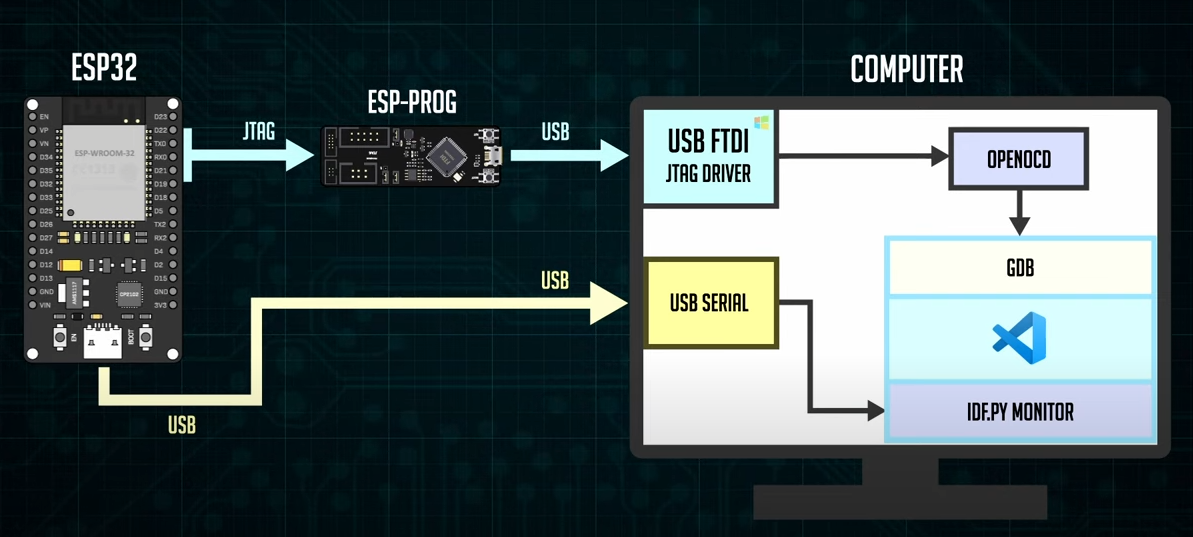 ESP32
COMPUTER
ESP-PROG
JTAG
USB
USB FTDI
JTAG DRIVER
OPENOCD
GDB
USB
USB SERIAL
IDF.PY MONITOR
USB
ESP-WROOM-32
EN
VP
VN
D34
D35
D32
D33
D25
D26
D27
D14
D12
D13
GND
VIN
D23
D22
TXD
RXD
D21
D19
D18
D5
TX2
RX2
D4
D2
D15
GND
3V3
AMS1117
CP2102
EN
BOOT